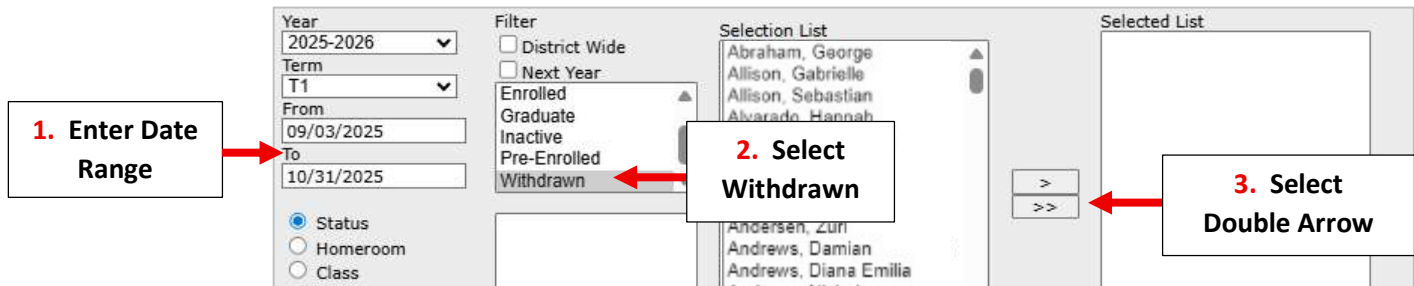 Year
2025-2026
Term
T1
From
09/03/2025
To
10/31/2025
Status
Homeroom
Class
1. Enter Date
Range
Filter
District Wide
Next Year
Enrolled
Graduate
Inactive
Pre-Enrolled
Withdrawn
2. Select
Withdrawn
Selection List
Abraham, George
Allison, Gabrielle
Allison, Sebastian
Alvarado, Hannah
Andersen, Zuri
Andrews, Damian
Andrews, Diana Emilia
>
>>
3. Select
Double Arrow
Selected List